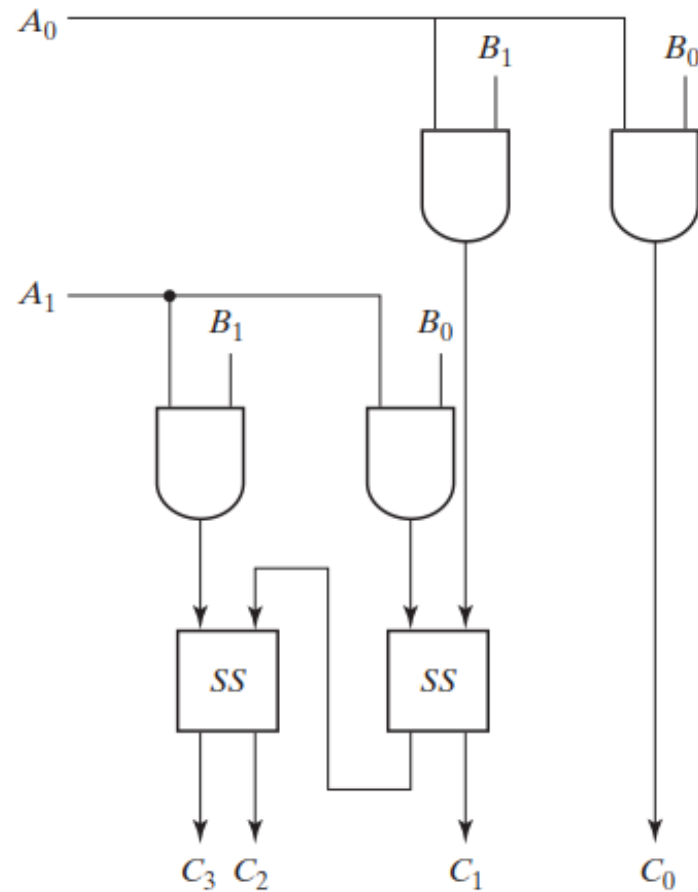 A₀
B₁ B₀
A₁
B₁ B₀
SS SS
C₃ C₂ C₁ C₀